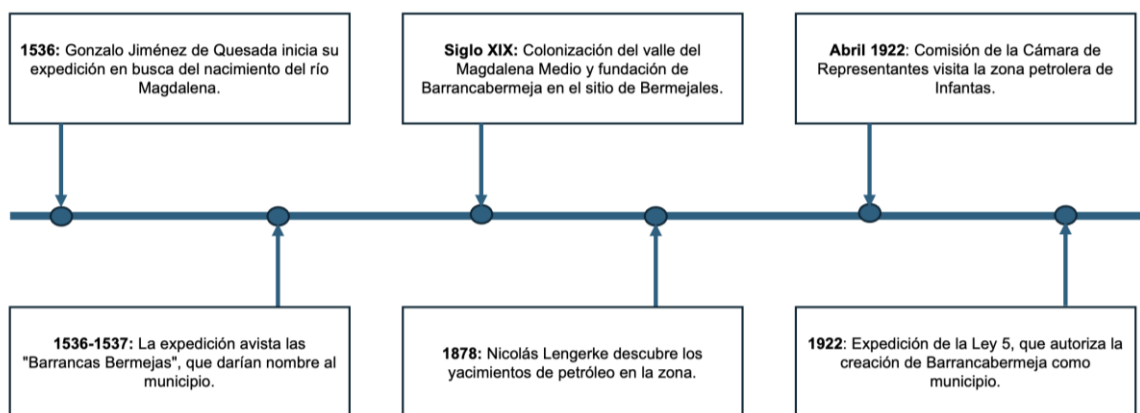 1536: Gonzalo Jiménez de Quesada inicia su
expedición en busca del nacimiento del río
Magdalena.
Siglo XIX: Colonización del valle del
Magdalena Medio y fundación de
Barrancabermeja en el sitio de Bermejales.
Abril 1922: Comisión de la Cámara de
Representantes visita la zona petrolera de
Infantas.
1536-1537: La expedición avista las
"Barrancas Bermejas", que darían nombre al
municipio.
1878: Nicolás Lengerke descubre los
yacimientos de petróleo en la zona.
1922: Expedición de la Ley 5, que autoriza la
creación de Barrancabermeja como
municipio.